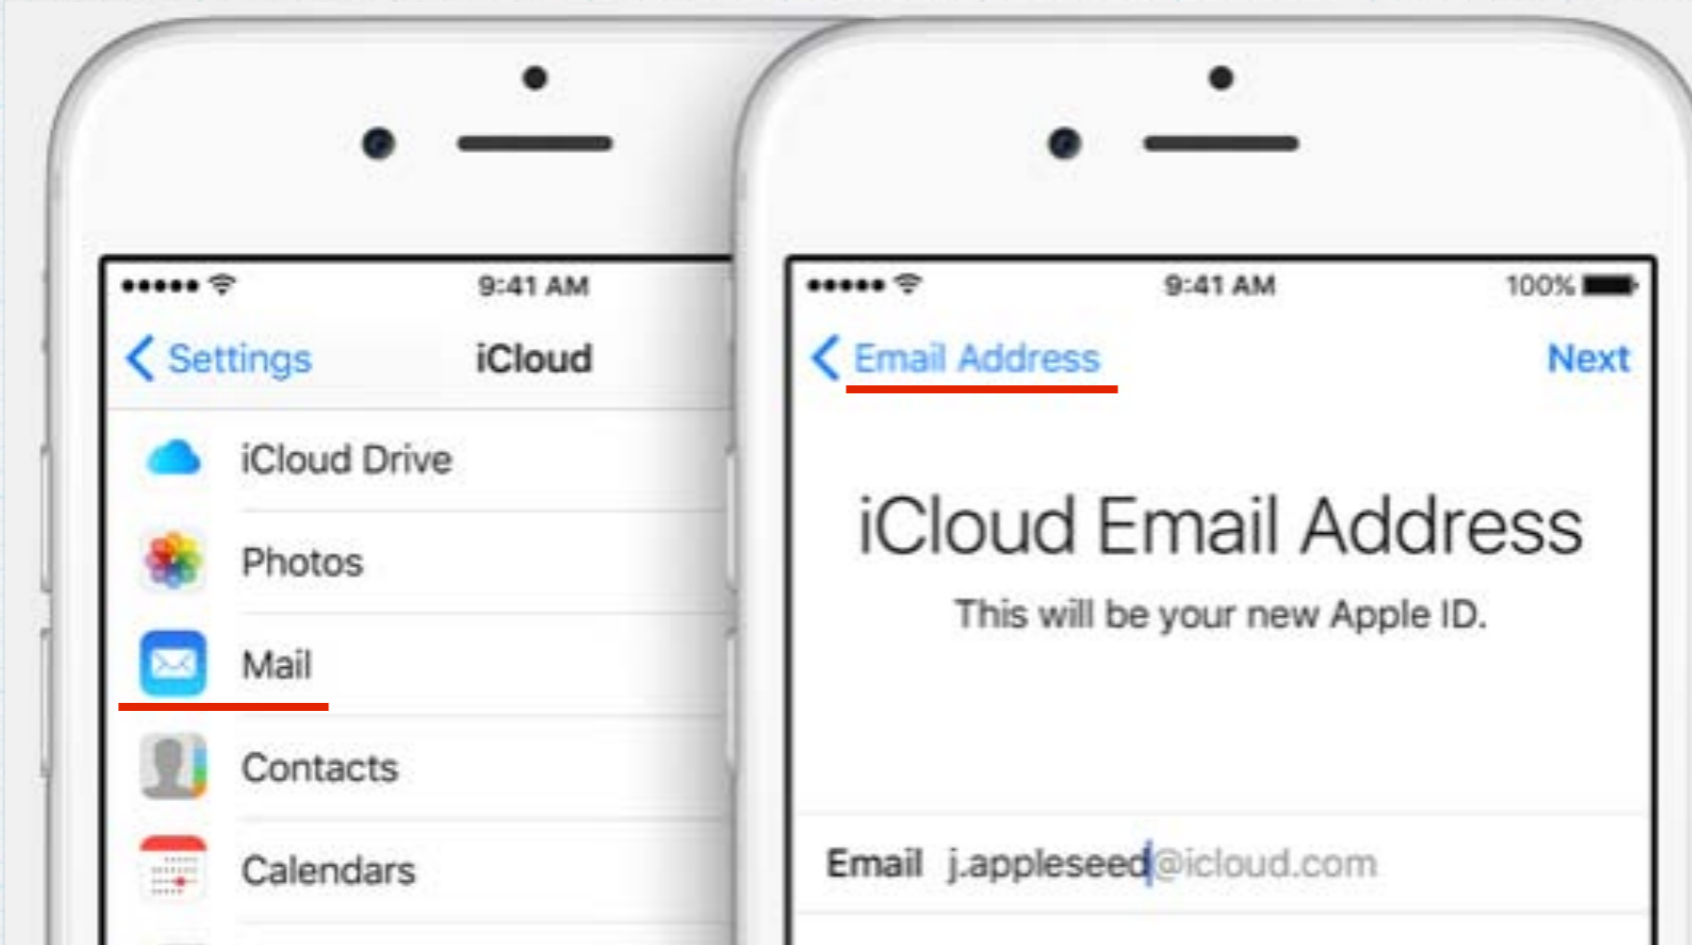 9:41 AM
Settings
iCloud
iCloud Drive
Photos
Mail
Contacts
Calendars
9:41 AM
100%
Email Address
Next
iCloud Email Address
This will be your new Apple ID.
Email j.appleseed@icloud.com